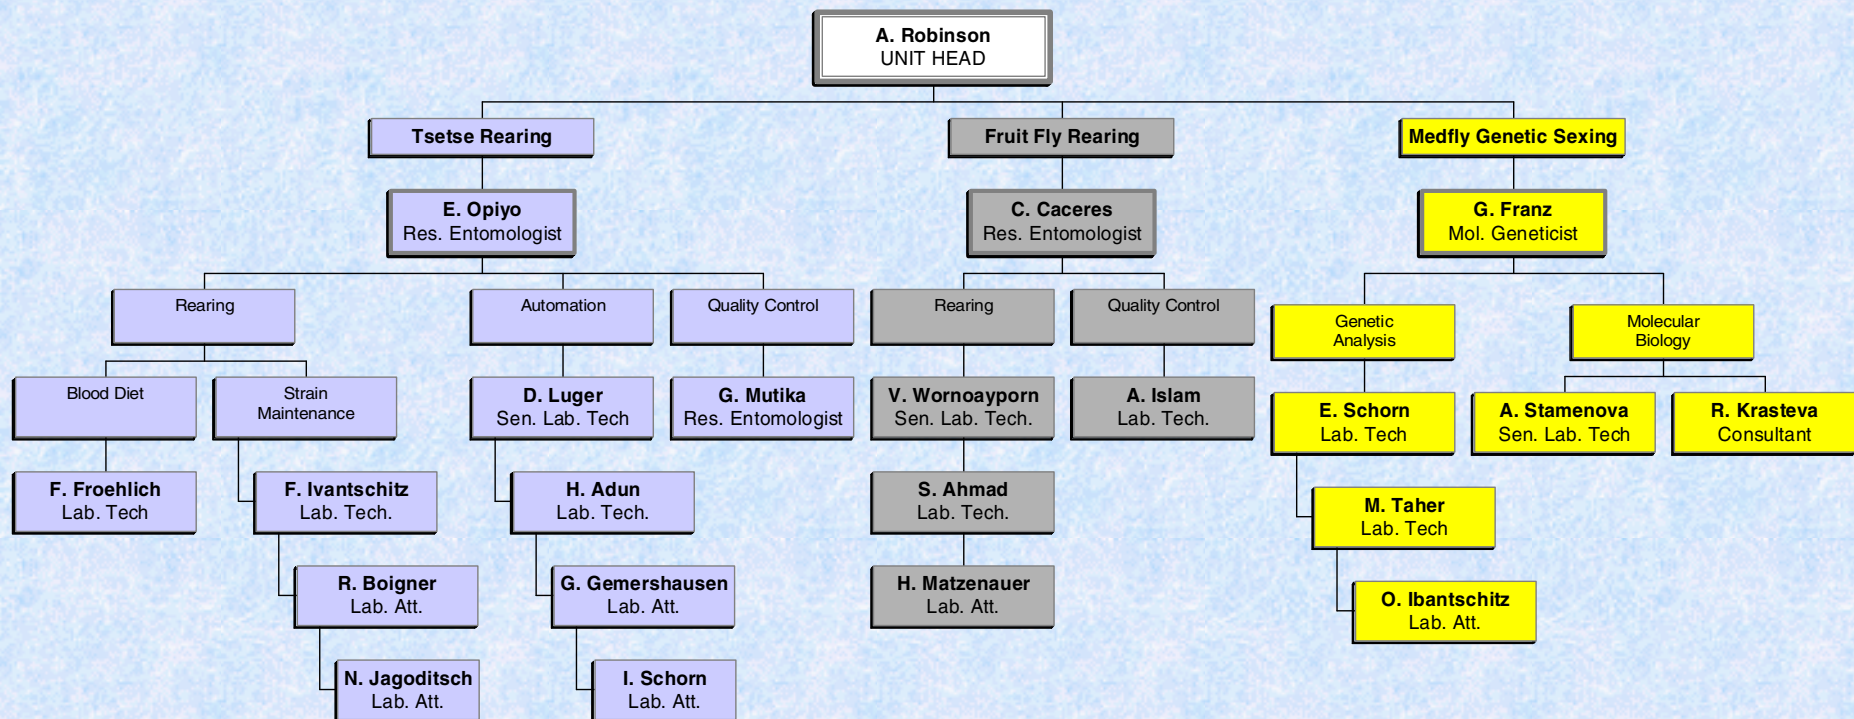 A. Robinson
UNIT HEAD
Tsetse Rearing
Fruit Fly Rearing
Medfly Genetic Sexing
E. Opiyo
Res. Entomologist
C. Caceres
Res. Entomologist
G. Franz
Mol. Geneticist
Rearing
Automation
Quality Control
Rearing
Quality Control
Genetic
Analysis
Molecular
Biology
Blood Diet
Strain
Maintenance
D. Luger
Sen. Lab. Tech
G. Mutika
Res. Entomologist
V. Wornoayporn
Sen. Lab. Tech.
A. Islam
Lab. Tech.
E. Schorn
Lab. Tech
A. Stamenova
Sen. Lab. Tech
R. Krasteva
Consultant
F. Froehlich
Lab. Tech
F. Ivantschitz
Lab. Tech.
H. Adun
Lab. Tech.
S. Ahmad
Lab. Tech.
M. Taher
Lab. Tech
R. Boigner
Lab. Att.
G. Gemershausen
Lab. Att.
H. Matzenauer
Lab. Att.
O. Ibantschitz
Lab. Att.
N. Jagoditsch
Lab. Att.
I. Schorn
Lab. Att.